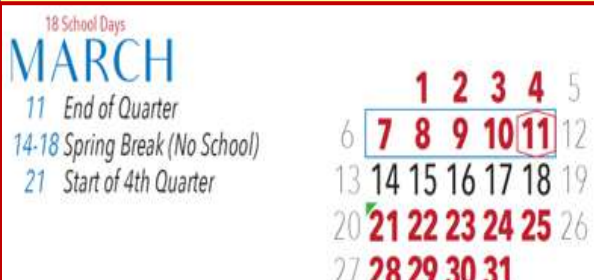 18 School Days
MARCH
11 End of Quarter
14-18 Spring Break (No School)
21 Start of 4th Quarter
1 2 3 4 5
6 7 8 9 10 11 12
13 14 15 16 17 18 19
20 21 22 23 24 25 26
27 28 29 30 31